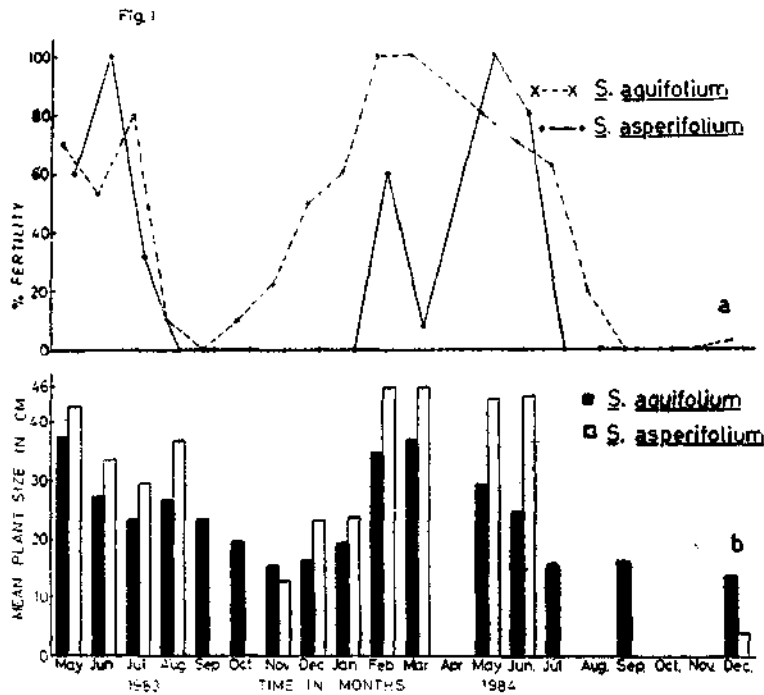 Fig. 1
100
80
60
40
20
0
% FERTILITY
x---x S. aquifolium
S. asperifolium
a
46
40
30
20
10
0
MEAN PLANT SIZE IN CM
S. aquifolium
S. asperifolium
b
May Jun. Jul Aug. Sep. Oct. Nov. Dec. Jan. Feb Mar Apr May Jun. Jul Aug. Sep. Oct. Nov. Dec.
1983 TIME IN MONTHS 1984